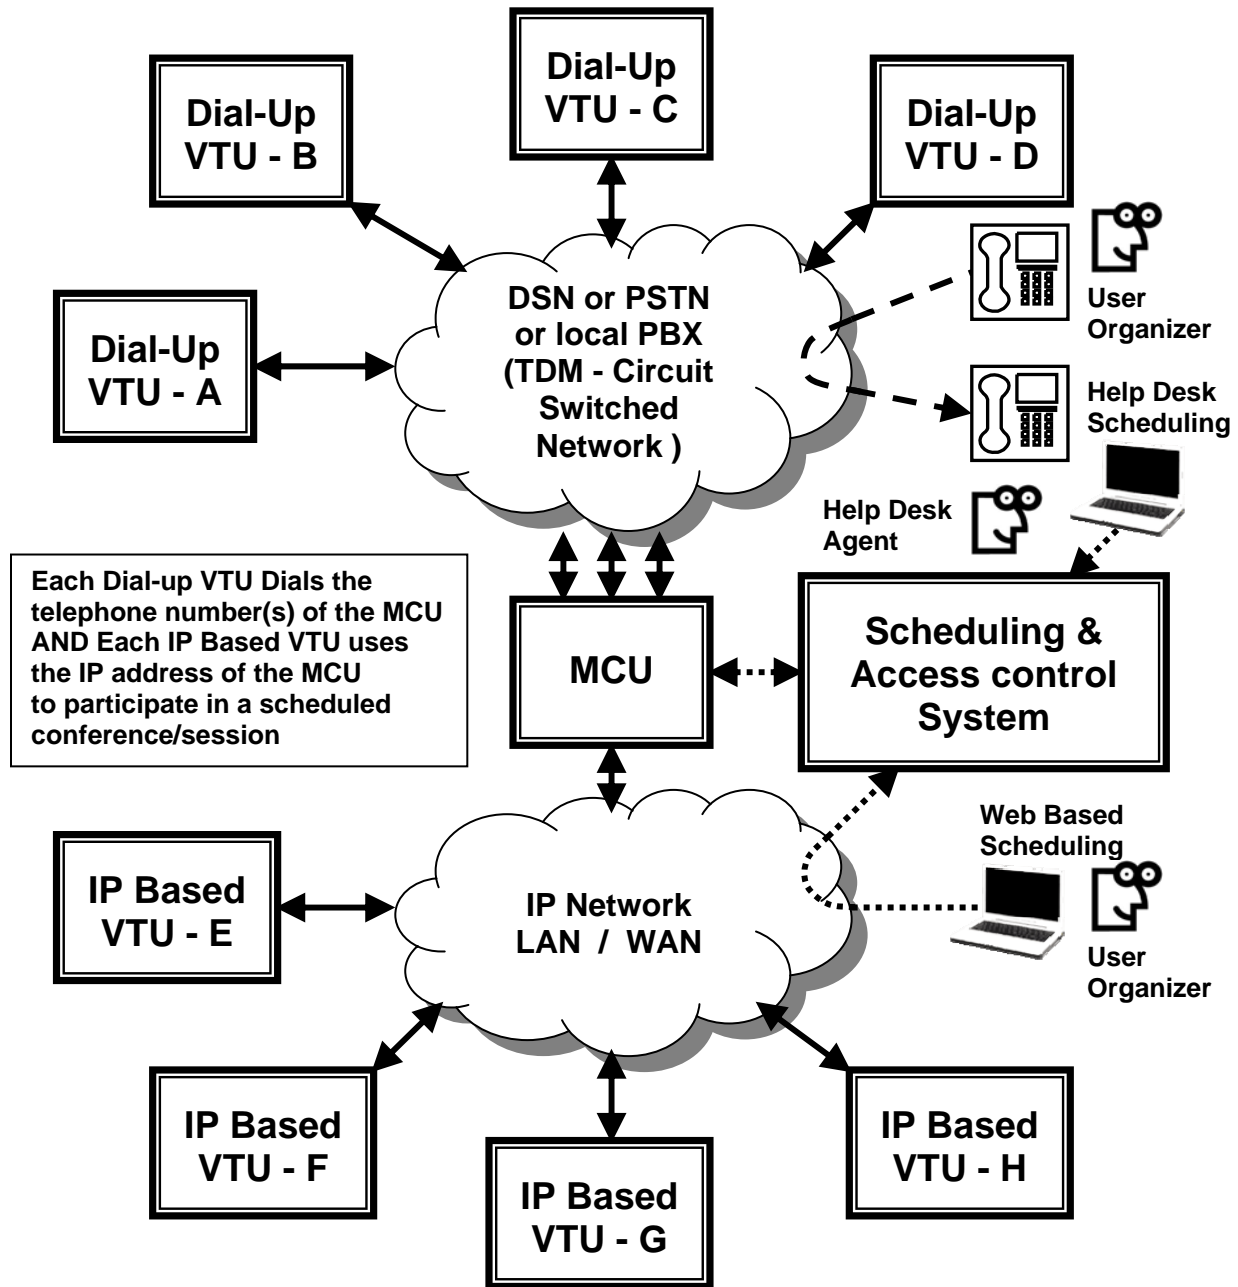 Dial-Up
VTU - C
Dial-Up
VTU - B
Dial-Up
VTU - D
User
Organizer
DSN or PSTN
or local PBX
(TDM - Circuit
Switched
Network )
Dial-Up
VTU - A
Help Desk
Scheduling
Help Desk
Agent
Each Dial-up VTU Dials the
telephone number(s) of the MCU
AND Each IP Based VTU uses
the IP address of the MCU
to participate in a scheduled
conference/session
MCU
Scheduling &
Access control
System
Web Based
Scheduling
IP Based
VTU - E
IP Network
LAN / WAN
User
Organizer
IP Based
VTU - F
IP Based
VTU - G
IP Based
VTU - H